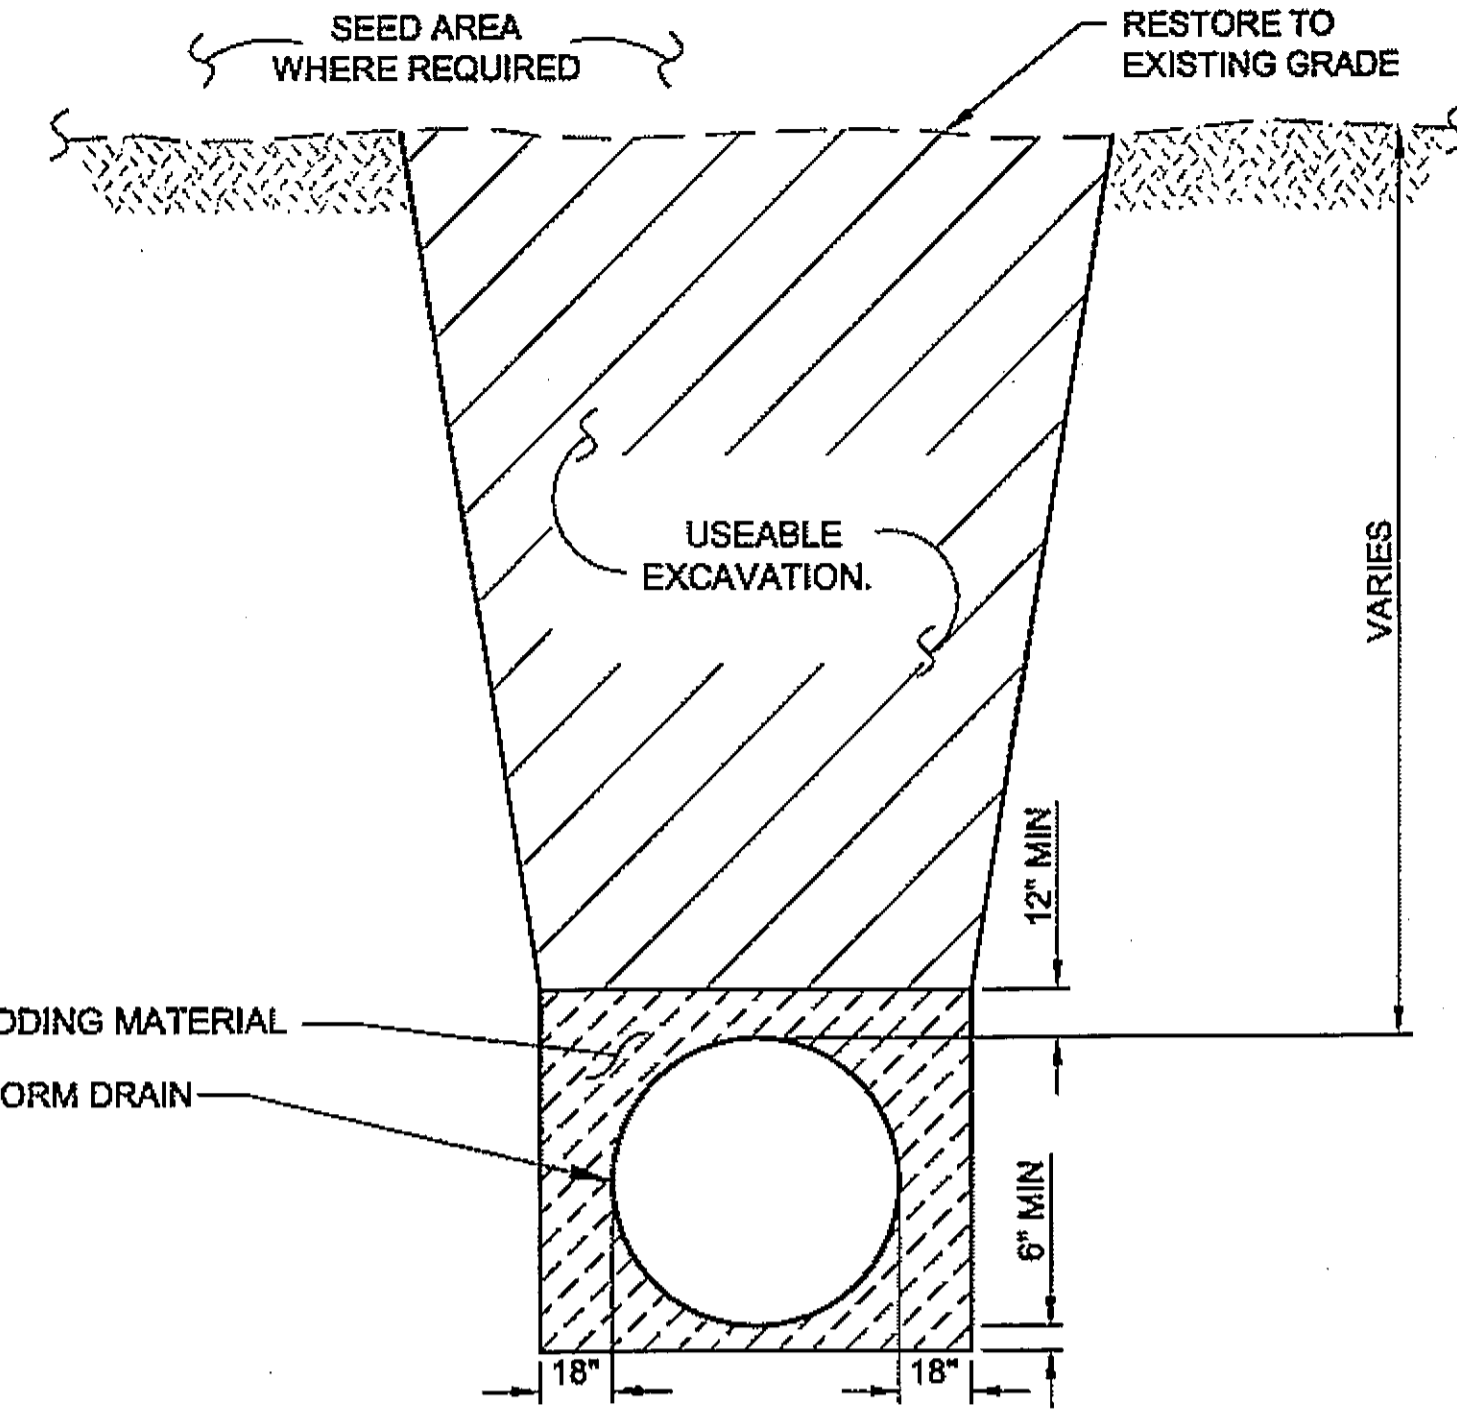 SEED AREA
WHERE REQUIRED
RESTORE TO
EXISTING GRADE
USEABLE
EXCAVATION.
VARIES
12" MIN
DDING MATERIAL
ORM DRAIN
6" MIN
18"
18"